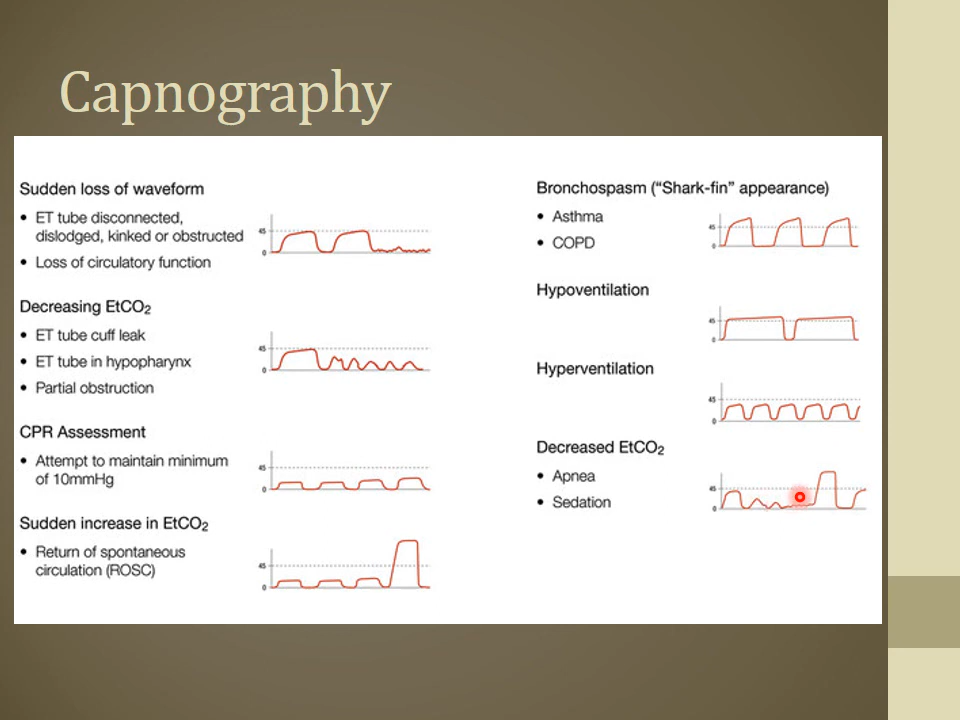 Capnography
Sudden loss of waveform
• ET tube disconnected,
dislodged, kinked or obstructed
• Loss of circulatory function
45
0
Decreasing EtCO₂
• ET tube cuff leak
• ET tube in hypopharynx
• Partial obstruction
45
0
CPR Assessment
• Attempt to maintain minimum
of 10mmHg
45
0
Sudden increase in EtCO₂
• Return of spontaneous
circulation (ROSC)
45
0
Bronchospasm (“Shark-fin” appearance)
• Asthma
• COPD
45
0
Hypoventilation
45
0
Hyperventilation
45
0
Decreased EtCO₂
• Apnea
• Sedation
45
0